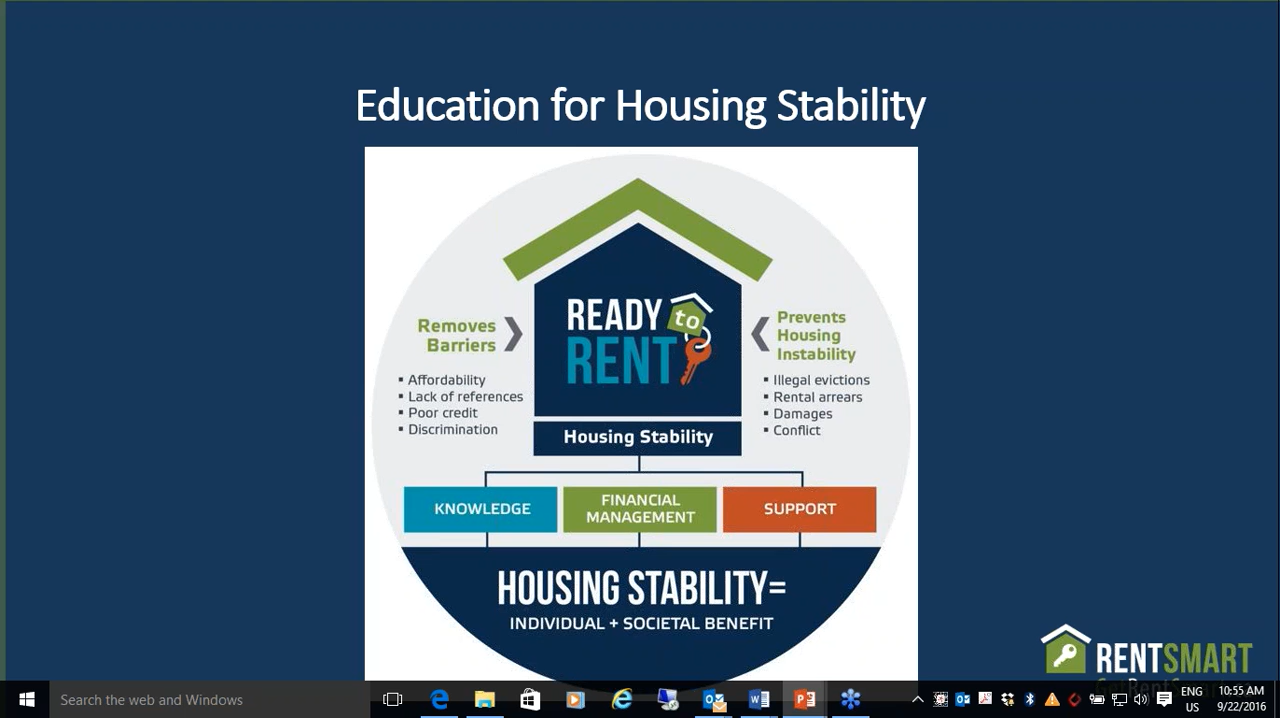 Education for Housing Stability
READY to
RENT
Removes
Barriers
▪ Affordability
▪ Lack of references
▪ Poor credit
▪ Discrimination
Prevents
Housing
Instability
▪ Illegal evictions
▪ Rental arrears
▪ Damages
▪ Conflict
Housing Stability
KNOWLEDGE
FINANCIAL
MANAGEMENT
SUPPORT
HOUSING STABILITY=
INDIVIDUAL + SOCIETAL BENEFIT
RENTSMART
Search the web and Windows
ENG
US
10:55 AM
9/22/2016